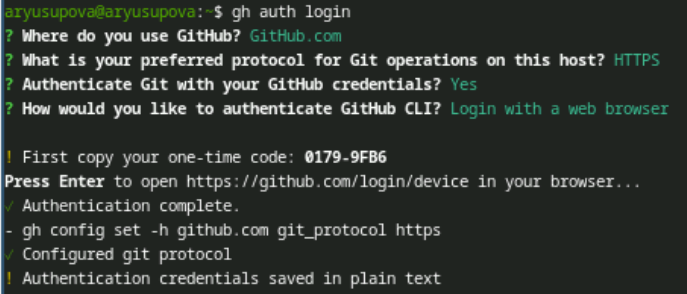 aryusupova@aryusupova:~$ gh auth login
? Where do you use GitHub? GitHub.com
? What is your preferred protocol for Git operations on this host? HTTPS
? Authenticate Git with your GitHub credentials? Yes
? How would you like to authenticate GitHub CLI? Login with a web browser
! First copy your one-time code: 0179-9FB6
Press Enter to open https://github.com/login/device in your browser...
✓ Authentication complete.
- gh config set -h github.com git_protocol https
✓ Configured git protocol
! Authentication credentials saved in plain text